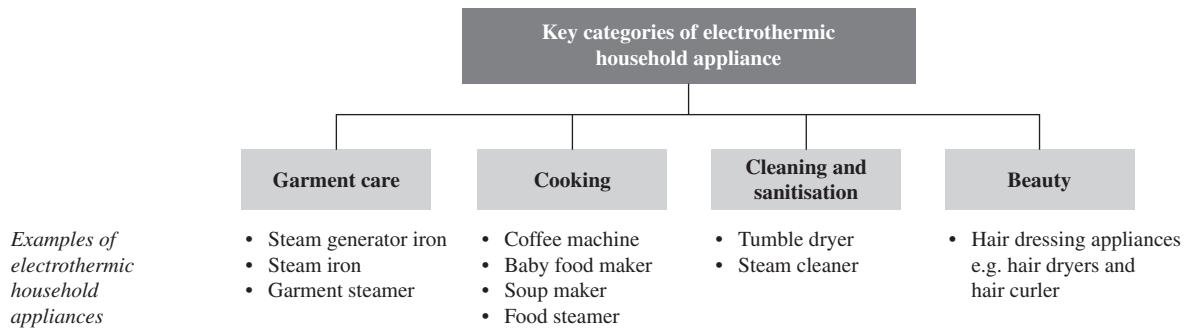 Key categories of electrothermic
household appliance
Garment care
Cooking
Cleaning and
sanitisation
Beauty
Examples of
electrothermic
household
appliances
• Steam generator iron
• Steam iron
• Garment steamer
• Coffee machine
• Baby food maker
• Soup maker
• Food steamer
• Tumble dryer
• Steam cleaner
• Hair dressing appliances
e.g. hair dryers and
hair curler